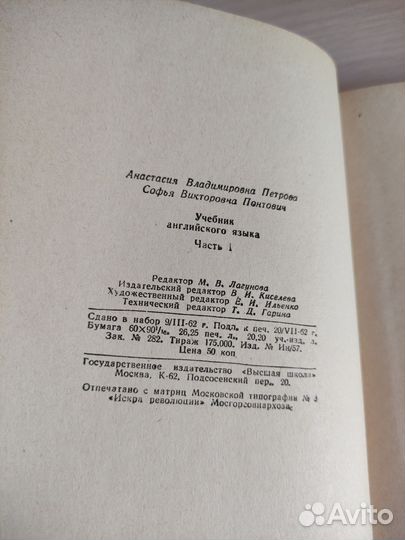 Анастасия Владимировна Петрова
Софья Викторовна Понтович
Учебник
английского языка
Часть 1
Редактор М. В. Лагунова
Издательский редактор В И. Киселева
Художественный редактор Е. И. Ильенко
Технический редактор Г. Д. Гарина
Сдано в набор 9/III-62 г. Подп. к печ. 20/VII-62 г.
Бумага 60×90¹/₁₆. 26,25 печ. л., 20,20 уч.-изд. л.
Зак. № 282. Тираж 175.000. Изд. № Ин/57.
Цена 50 коп
Государственное издательство «Высшая школа»
Москва, К-62, Подсосенский пер., 20.
Отпечатано с матриц Московской типографии № 3
«Искра революции» Мосгорсовнархоза
Avito